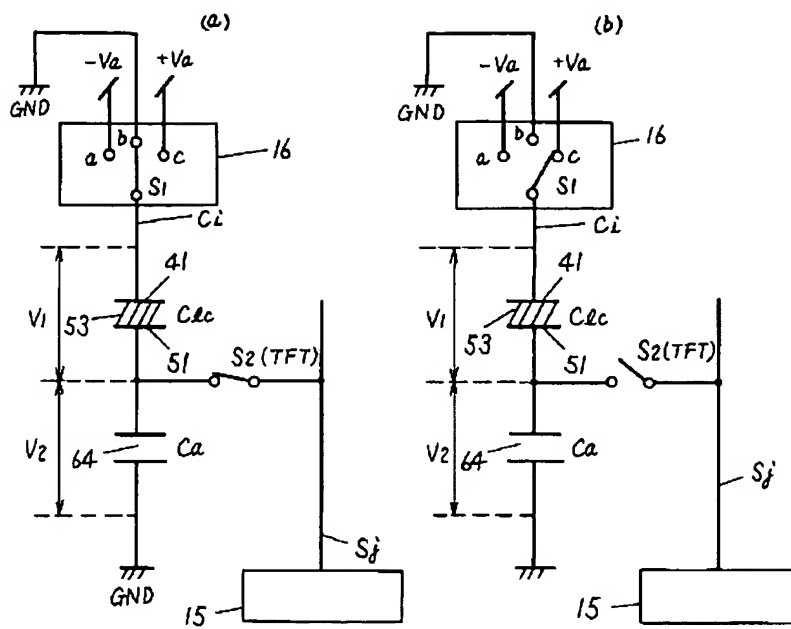 (a)
-Va +Va
GND
b
a c
16
S1
Ci
41
V1
53
Clc
51
S2(TFT)
V2
64
Ca
Sj
GND
15
(b)
-Va +Va
GND
b
a c
16
S1
Ci
41
V1
53
Clc
51
S2(TFT)
V2
64
Ca
Sj
15